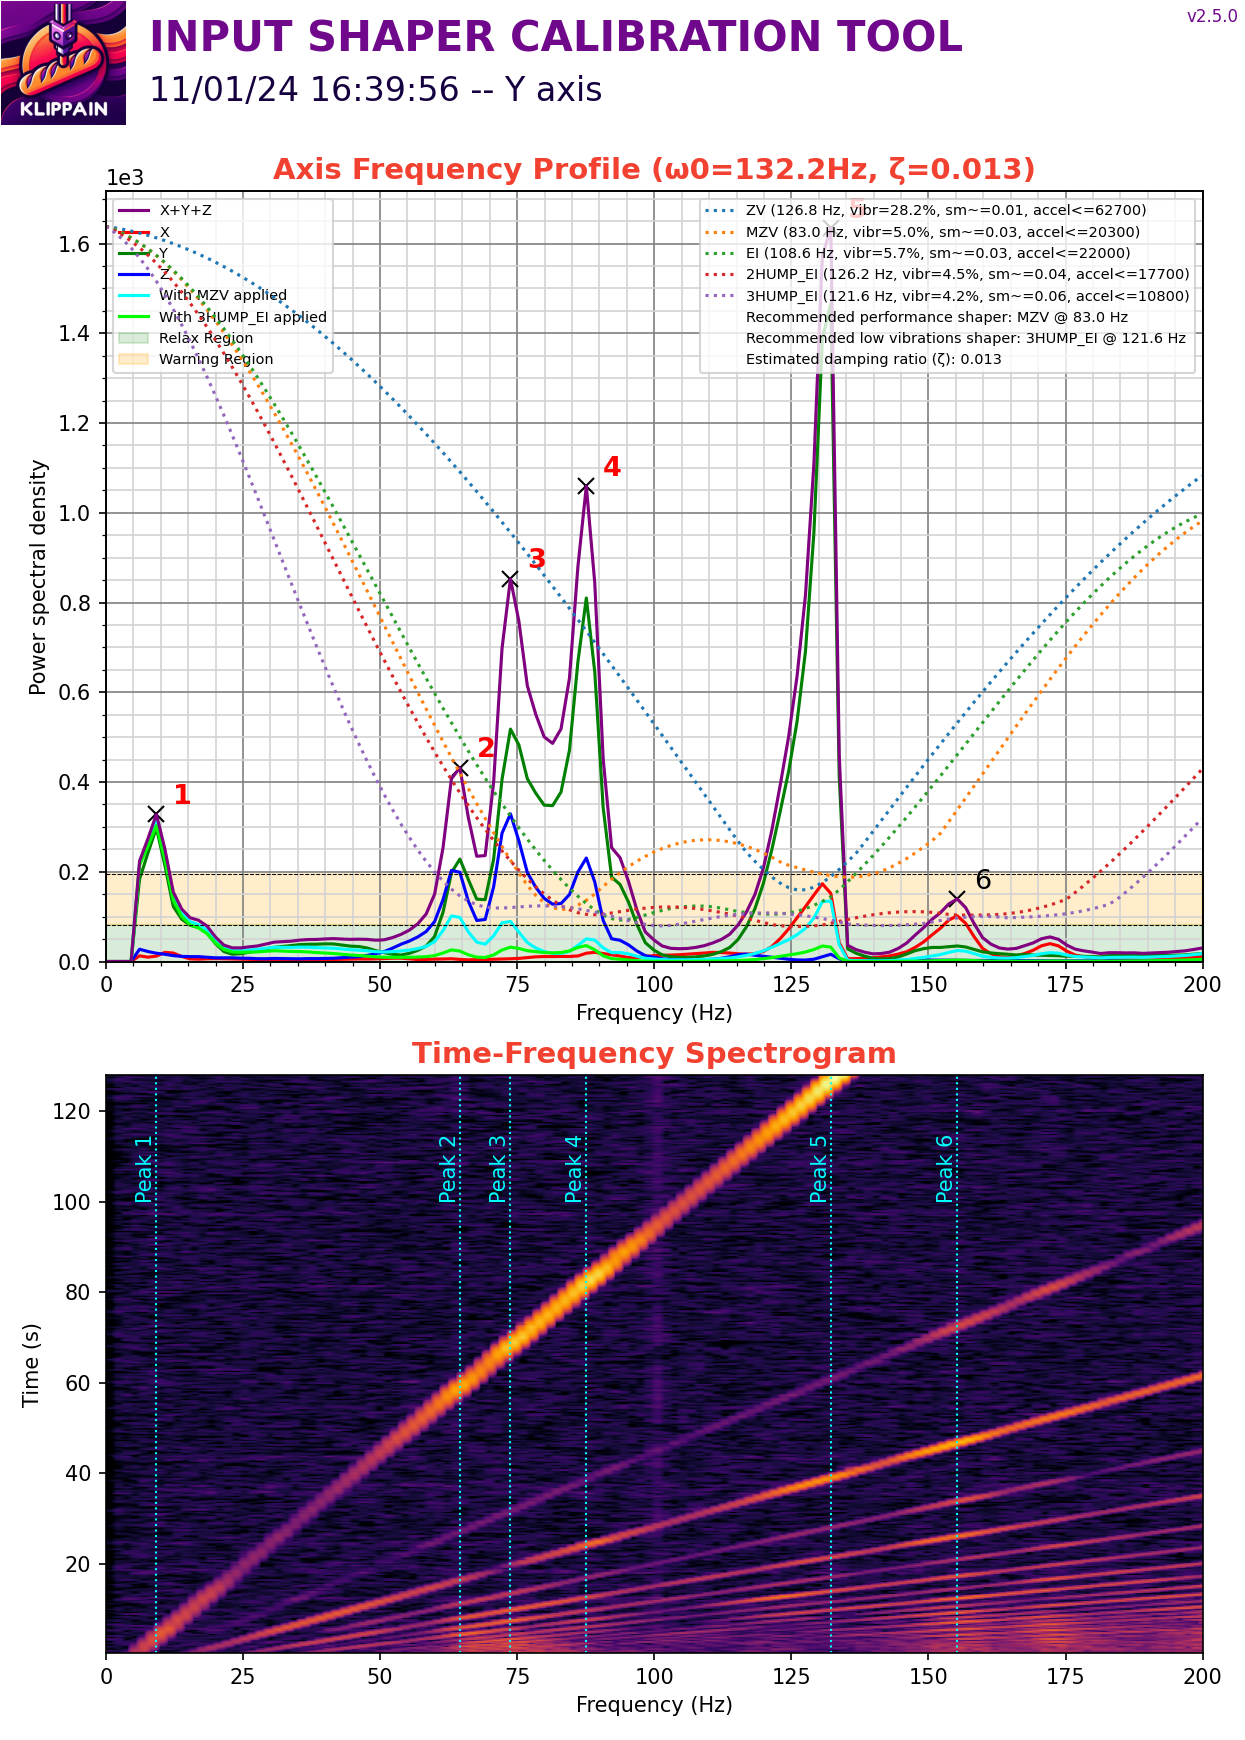 v2.5.0
INPUT SHAPER CALIBRATION TOOL
11/01/24 16:39:56 -- Y axis
KLIPPAIN
Axis Frequency Profile (ω0=132.2Hz, ζ=0.013)
1e3
X+Y+Z
X
Y
Z
With MZV applied
With 3HUMP_EI applied
Relax Region
Warning Region
ZV (126.8 Hz, vibr=28.2%, sm~=0.01, accel<=62700)
MZV (83.0 Hz, vibr=5.0%, sm~=0.03, accel<=20300)
EI (108.6 Hz, vibr=5.7%, sm~=0.03, accel<=22000)
2HUMP_EI (126.2 Hz, vibr=4.5%, sm~=0.04, accel<=17700)
3HUMP_EI (121.6 Hz, vibr=4.2%, sm~=0.06, accel<=10800)
Recommended performance shaper: MZV @ 83.0 Hz
Recommended low vibrations shaper: 3HUMP_EI @ 121.6 Hz
Estimated damping ratio (ζ): 0.013
1.6
1.4
1.2
1.0
0.8
0.6
0.4
0.2
0.0
Power spectral density
1
2
3
4
5
6
0 25 50 75 100 125 150 175 200
Frequency (Hz)
Time-Frequency Spectrogram
120
100
80
60
40
20
Time (s)
Peak 1
Peak 2
Peak 3
Peak 4
Peak 5
Peak 6
0 25 50 75 100 125 150 175 200
Frequency (Hz)